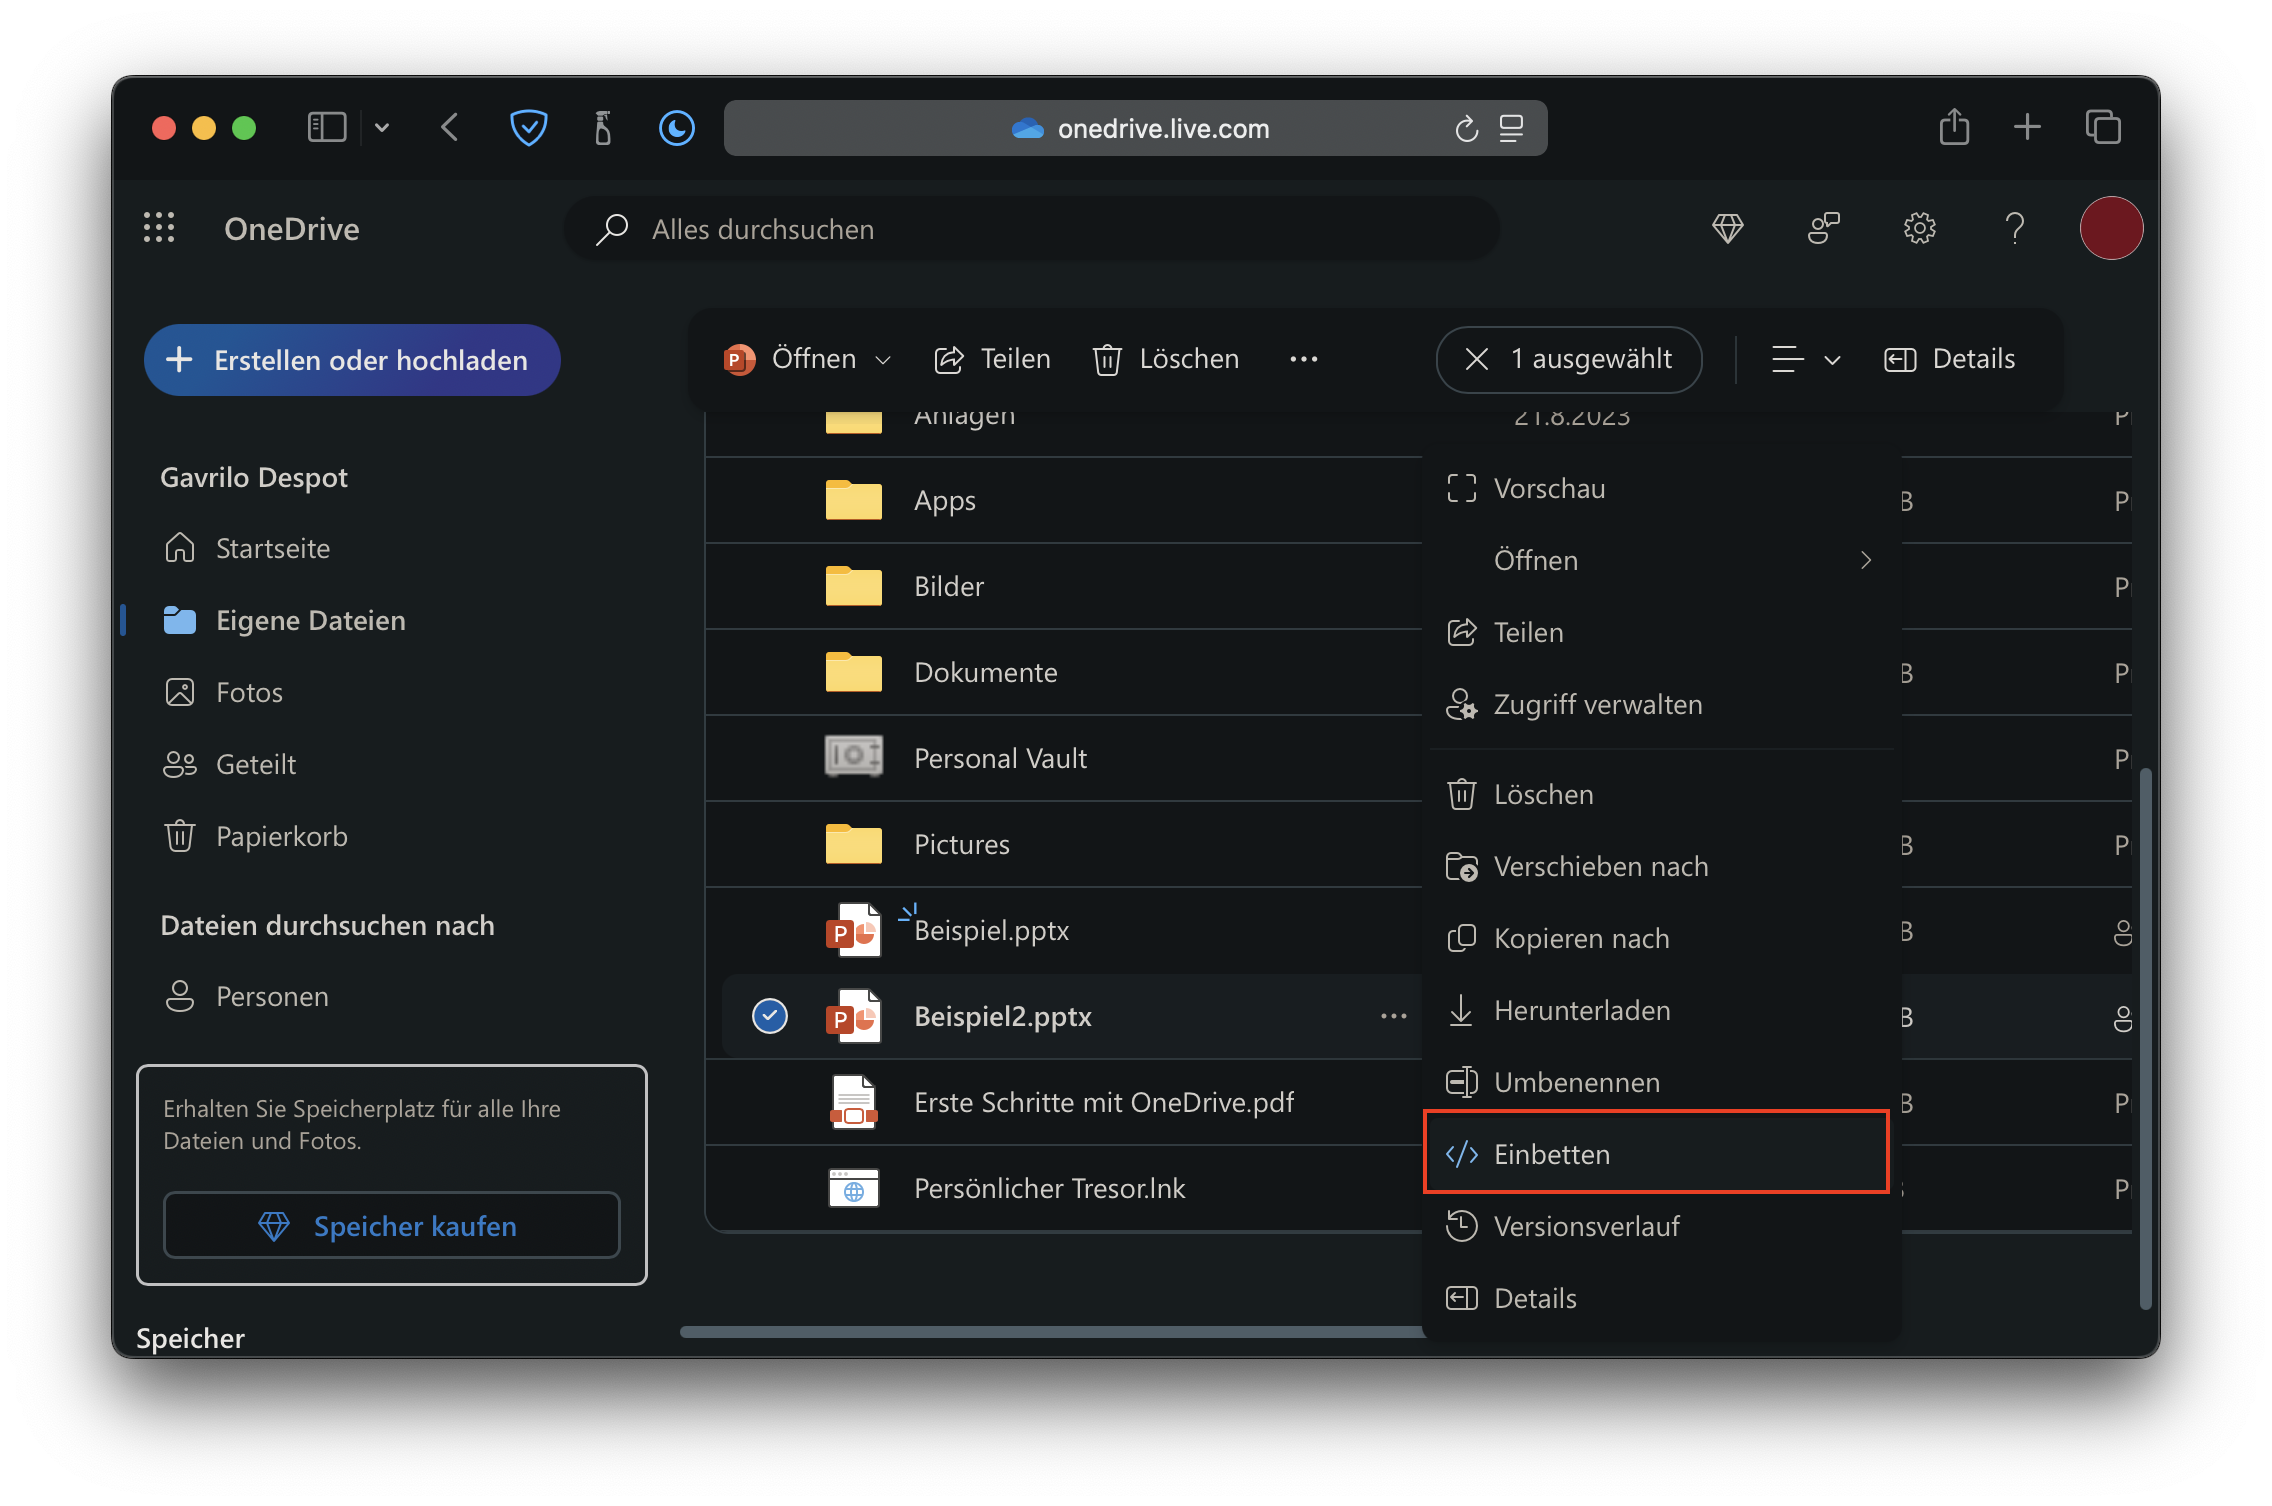 onedrive.live.com
OneDrive
Alles durchsuchen
Erstellen oder hochladen
Gavrilo Despot
Startseite
Eigene Dateien
Fotos
Geteilt
Papierkorb
Dateien durchsuchen nach
Personen
Erhalten Sie Speicherplatz für alle Ihre
Dateien und Fotos.
Speicher kaufen
Speicher
Öffnen
Teilen
Löschen
1 ausgewählt
Details
Anlagen
21.8.2023
Apps
Bilder
Dokumente
Personal Vault
Pictures
Beispiel.pptx
Beispiel2.pptx
Erste Schritte mit OneDrive.pdf
Persönlicher Tresor.lnk
Vorschau
Öffnen
Teilen
Zugriff verwalten
Löschen
Verschieben nach
Kopieren nach
Herunterladen
Umbenennen
Einbetten
Versionsverlauf
Details